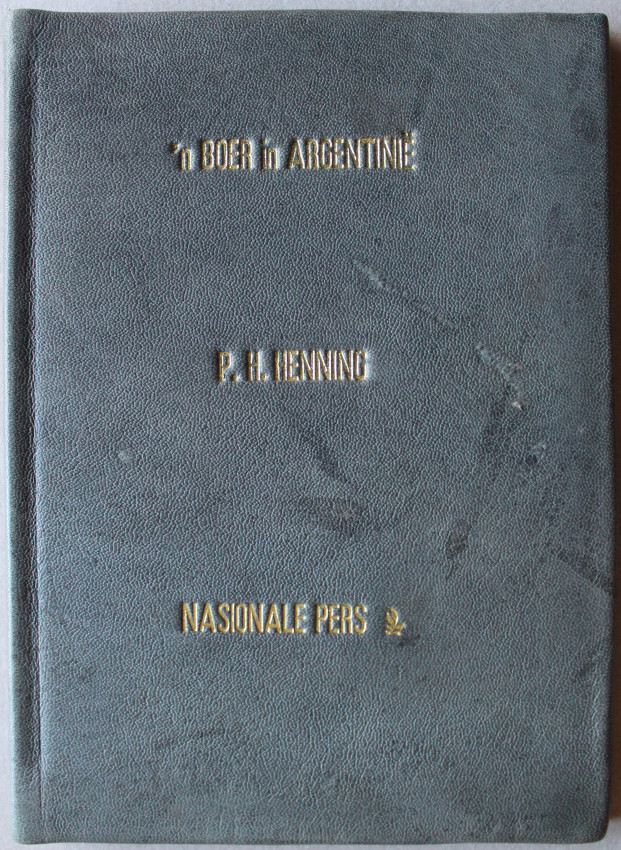 'n BOER in ARGENTINIË
P. H. HENNING
NASIONALE PERS